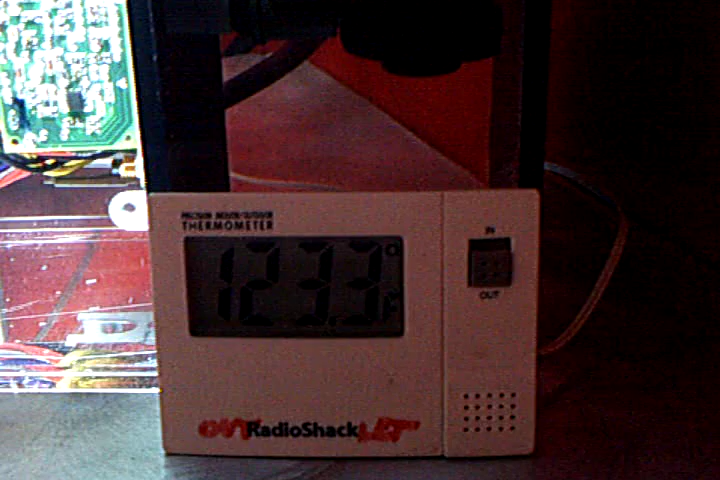 PRECISION INDOOR/OUTDOOR
THERMOMETER
123.3°F
IN
OUT
RadioShack